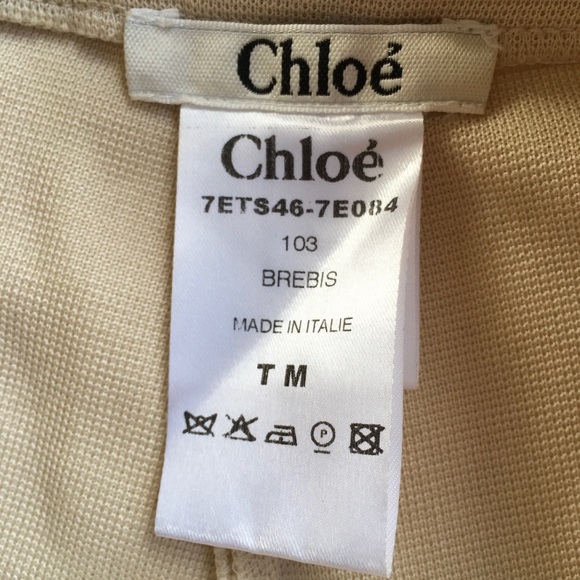 Chloé
Chloé
7ETS46-7E084
103
BREBIS
MADE IN ITALIE
T M
P